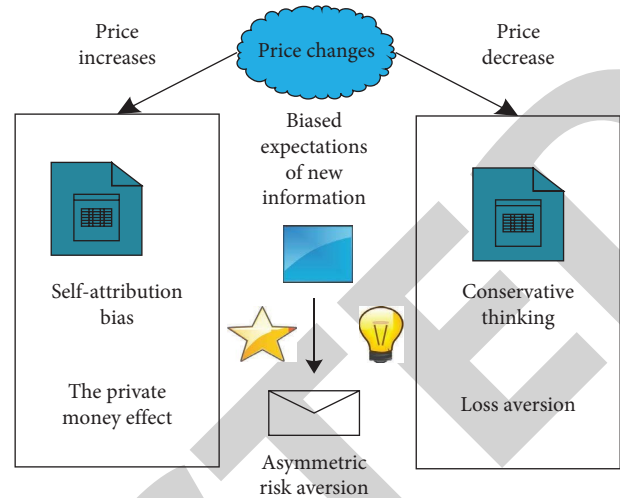 Price
increases
Price changes
Price
decrease
Biased
expectations
of new
information
Self-attribution
bias
The private
money effect
Conservative
thinking
Loss aversion
Asymmetric
risk aversion